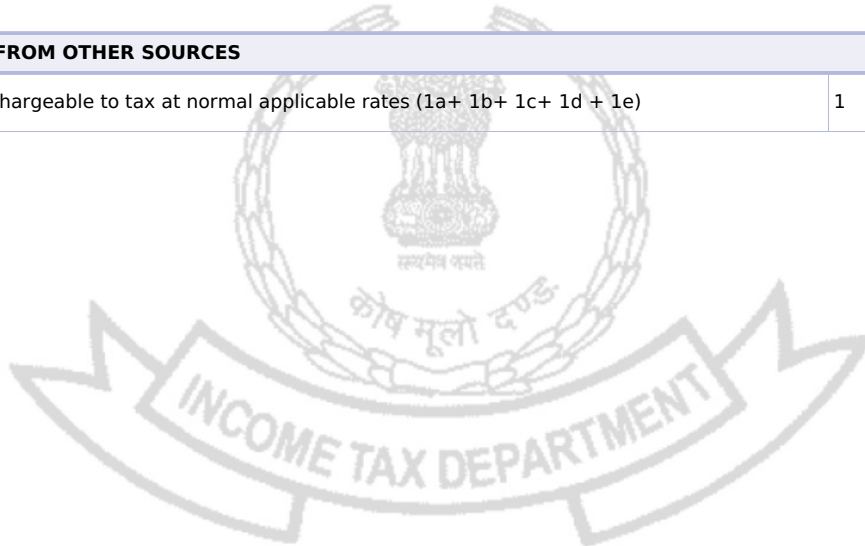 FROM OTHER SOURCES
hargeable to tax at normal applicable rates (1a+ 1b+ 1c+ 1d + 1e)
1
सत्यमेव जयते
कोष मूलो दण्डः
INCOME TAX DEPARTMENT